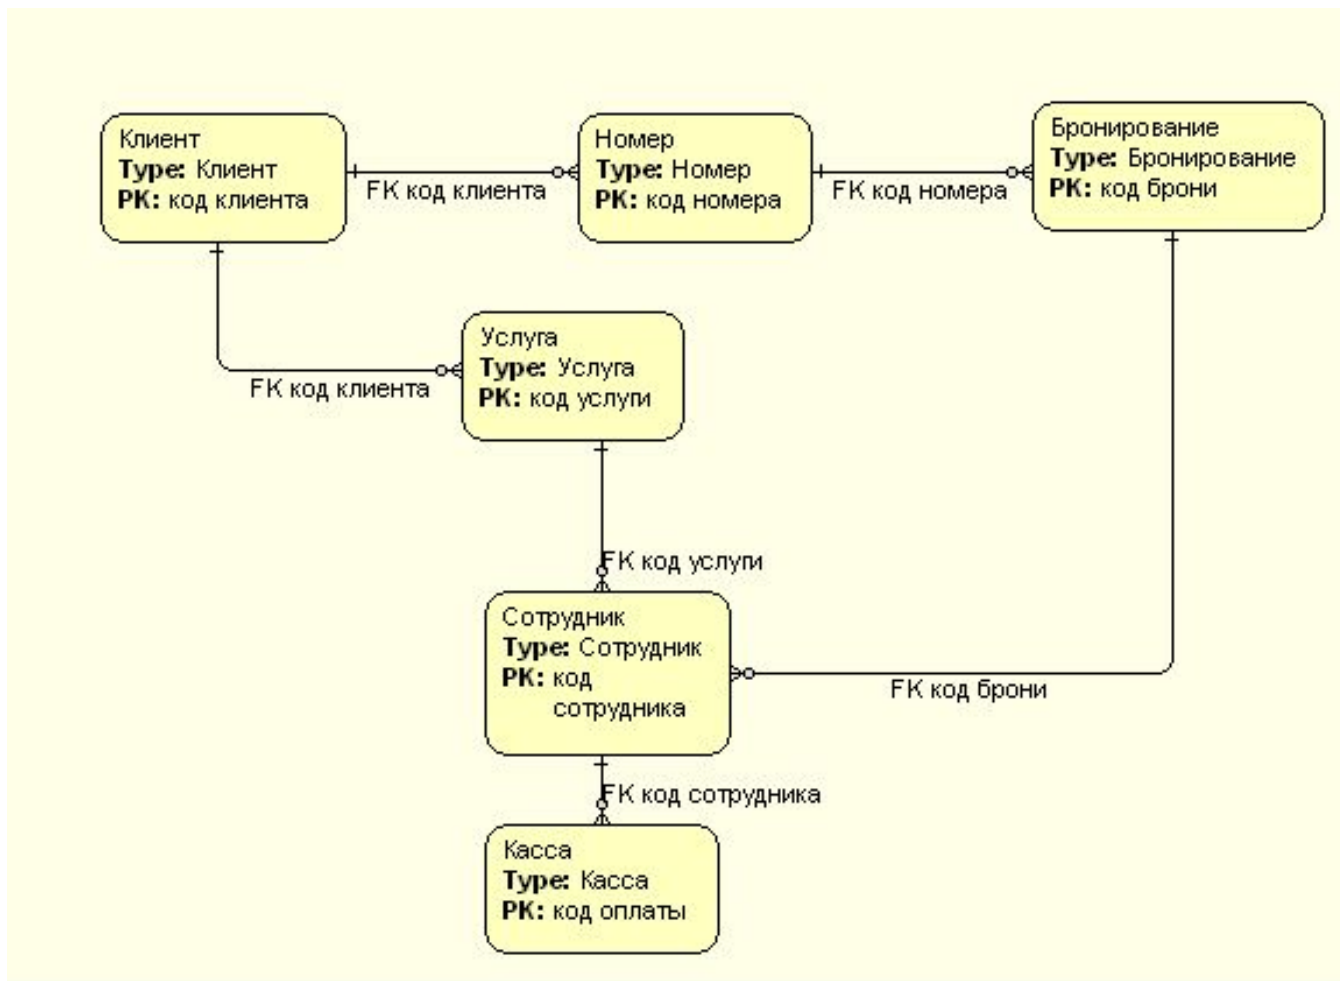 Клиент
Type: Клиент
PK: код клиента
FK код клиента
Номер
Type: Номер
PK: код номера
FK код номера
Бронирование
Type: Бронирование
PK: код брони
FK код клиента
Услуга
Type: Услуга
PK: код услуги
FK код услуги
Сотрудник
Type: Сотрудник
PK: код
сотрудника
FK код брони
FK код сотрудника
Касса
Type: Касса
PK: код оплаты